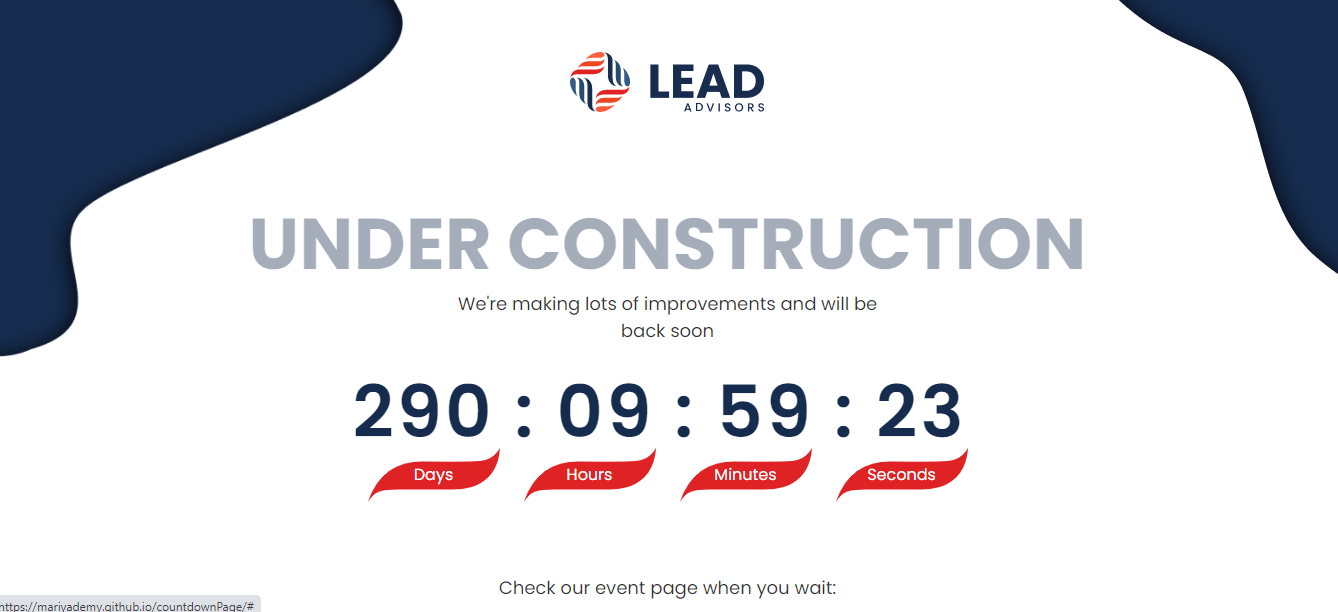 LEAD
ADVISORS
UNDER CONSTRUCTION
We're making lots of improvements and will be
back soon
290 : 09 : 59 : 23
Days Hours Minutes Seconds
Check our event page when you wait:
https://mariyademy.github.io/countdownPage/#